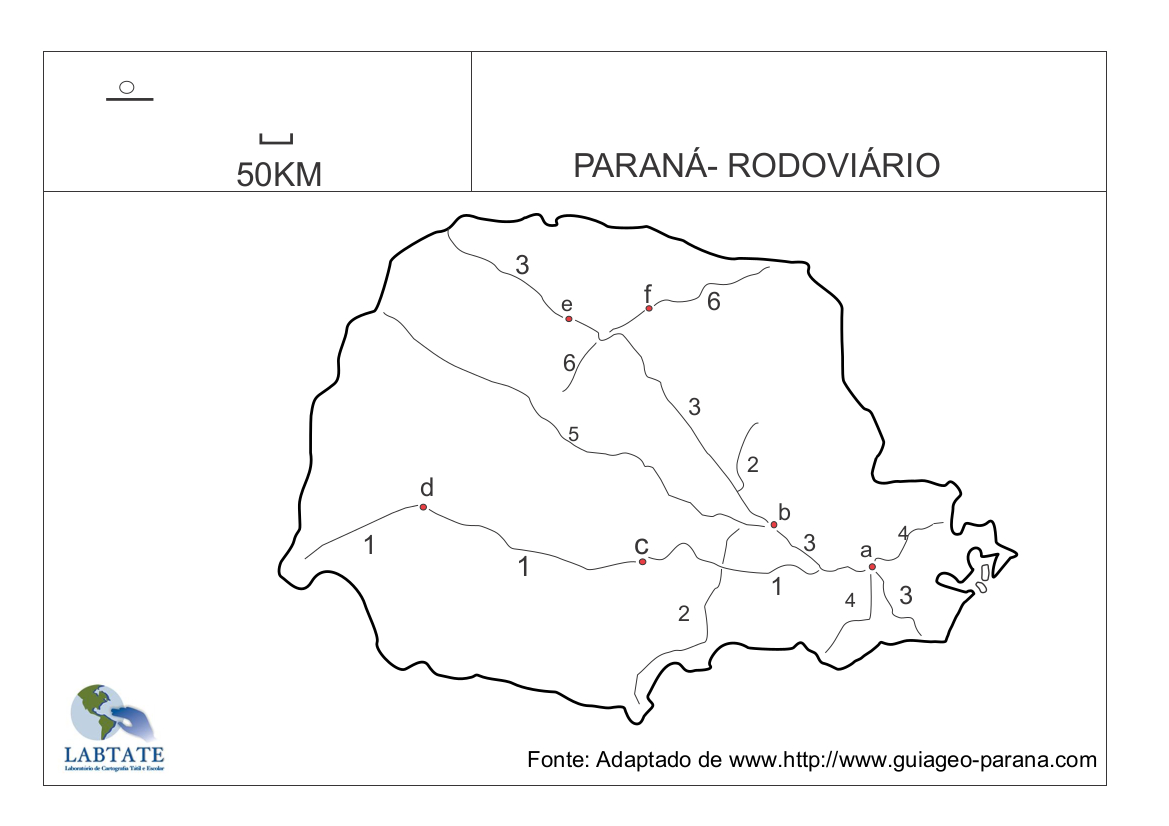 50KM
PARANÁ- RODOVIÁRIO
3
e
f
6
6
3
5
2
d
b
1
c
3
a
4
1
1
4
3
2
LABTATE
Laboratório de Cartografia Tátil e Escolar
Fonte: Adaptado de www.http://www.guiageo-parana.com